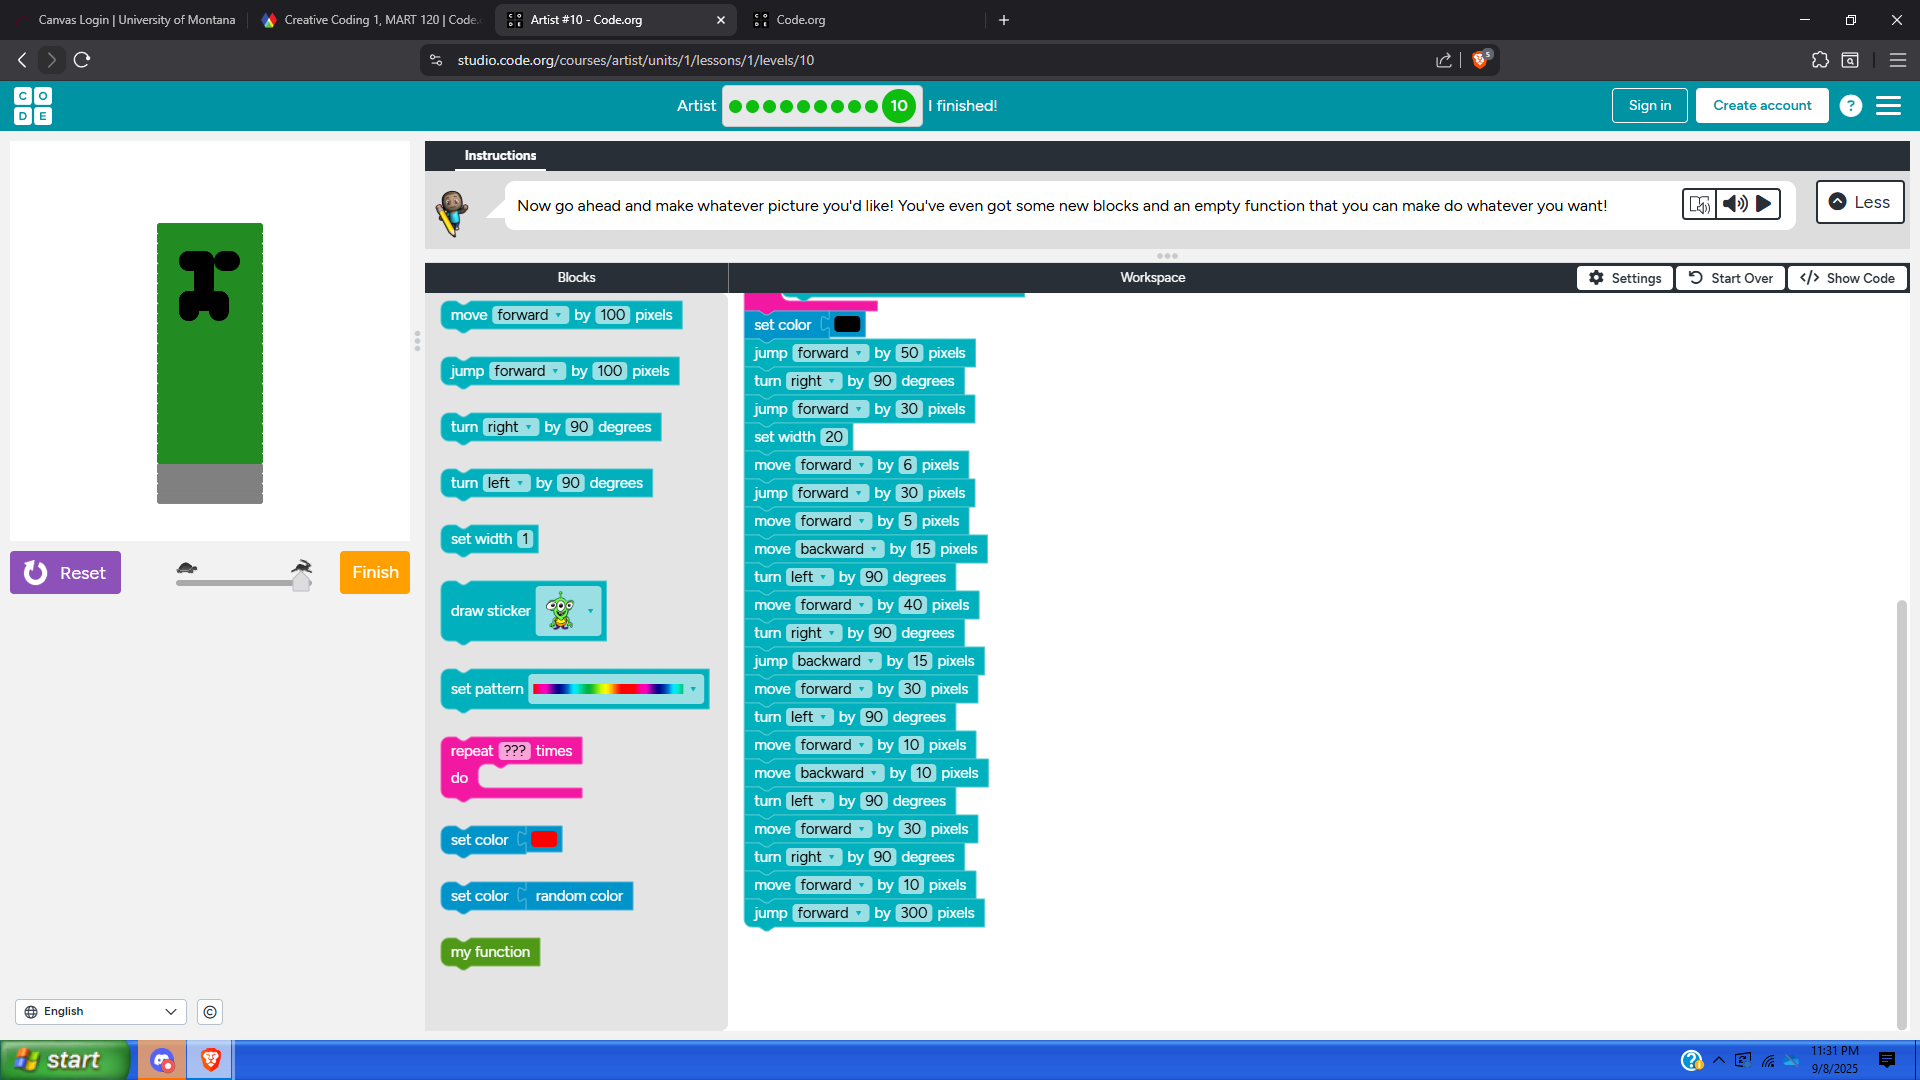 Canvas Login | University of Montana
Creative Coding 1, MART 120 | Code.
Artist #10 - Code.org
Code.org
studio.code.org/courses/artist/units/1/lessons/1/levels/10
5
C O D E
Artist
10
I finished!
Sign in
Create account
?
Instructions
Now go ahead and make whatever picture you'd like! You've even got some new blocks and an empty function that you can make do whatever you want!
Less
Blocks
Workspace
Settings
Start Over
</> Show Code
move forward by 100 pixels
jump forward by 100 pixels
turn right by 90 degrees
turn left by 90 degrees
set width 1
draw sticker
set pattern
repeat ??? times
do
set color
set color random color
my function
set color
jump forward by 50 pixels
turn right by 90 degrees
jump forward by 30 pixels
set width 20
move forward by 6 pixels
jump forward by 30 pixels
move forward by 5 pixels
move backward by 15 pixels
turn left by 90 degrees
move forward by 40 pixels
turn right by 90 degrees
jump backward by 15 pixels
move forward by 30 pixels
turn left by 90 degrees
move forward by 10 pixels
move backward by 10 pixels
turn left by 90 degrees
move forward by 30 pixels
turn right by 90 degrees
move forward by 10 pixels
jump forward by 300 pixels
Reset
Finish
English
©
start
11:31 PM
9/8/2025